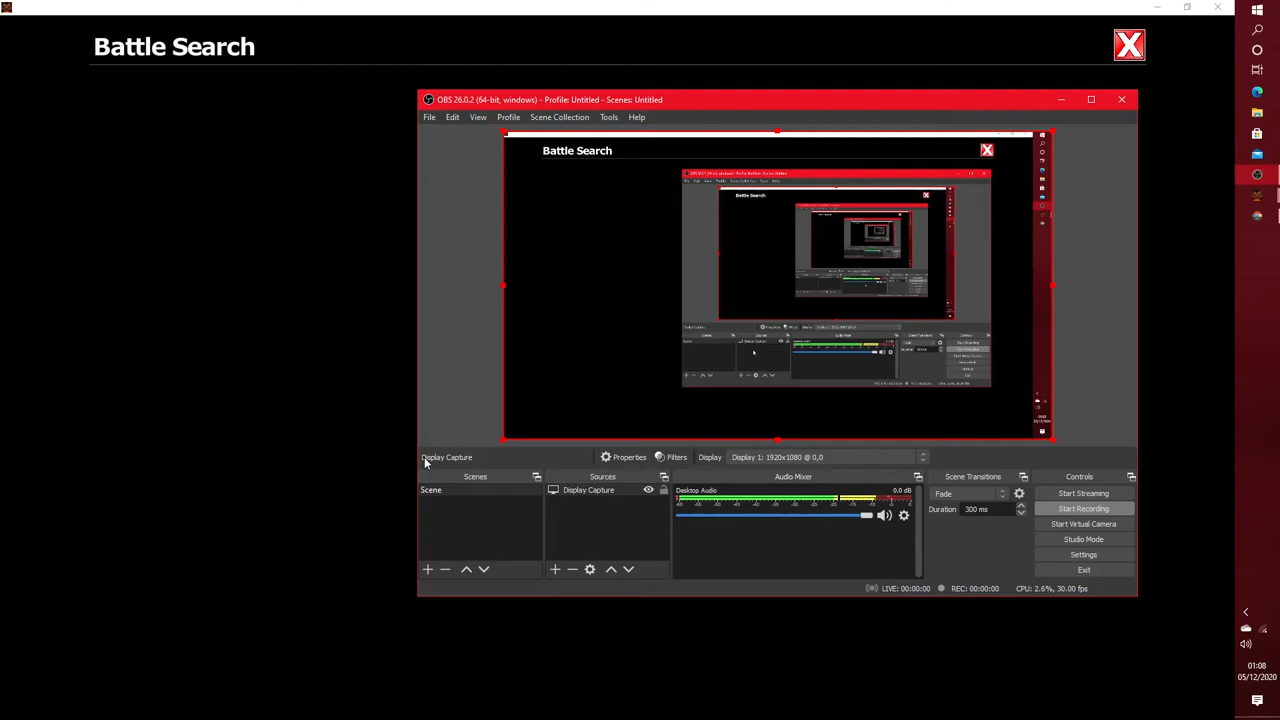 Battle Search
OBS 26.0.2 (64-bit, windows) - Profile: Untitled - Scenes: Untitled
File Edit View Profile Scene Collection Tools Help
Battle Search
Battle Search
Display Capture Properties Filters Display Display 1: 1920x1080 @ 0,0
Scenes Sources Audio Mixer Scene Transitions Controls
Scene Display Capture Desktop Audio 0.0 dB Fade Start Streaming
Duration 300 ms Start Recording
Start Virtual Camera
Studio Mode
Settings
Exit
LIVE: 00:00:00 REC: 00:00:00 CPU: 2.6%, 30.00 fps
01:08
05/12/2020